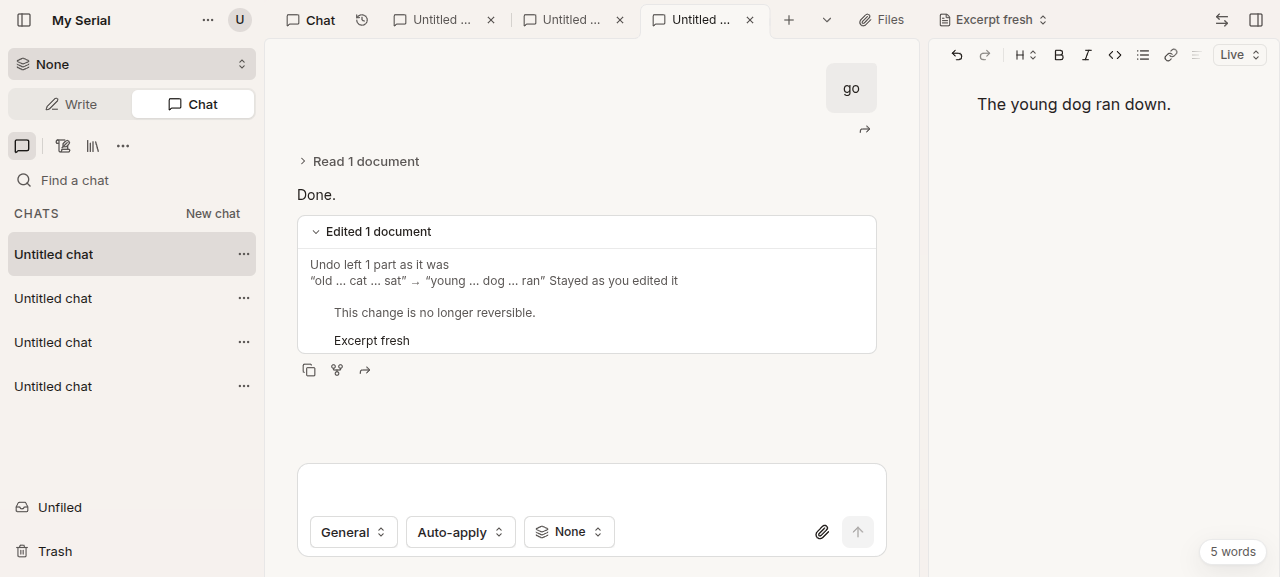 My Serial
U
None
Write
Chat
Find a chat
CHATS
New chat
Untitled chat
Untitled chat
Untitled chat
Untitled chat
Unfiled
Trash
Chat
Untitled ...
Untitled ...
Untitled ...
Files
go
Read 1 document
Done.
Edited 1 document
Undo left 1 part as it was
“old ... cat ... sat” → “young ... dog ... ran” Stayed as you edited it
This change is no longer reversible.
Excerpt fresh
General
Auto-apply
None
Excerpt fresh
H
B
I
Live
The young dog ran down.
5 words